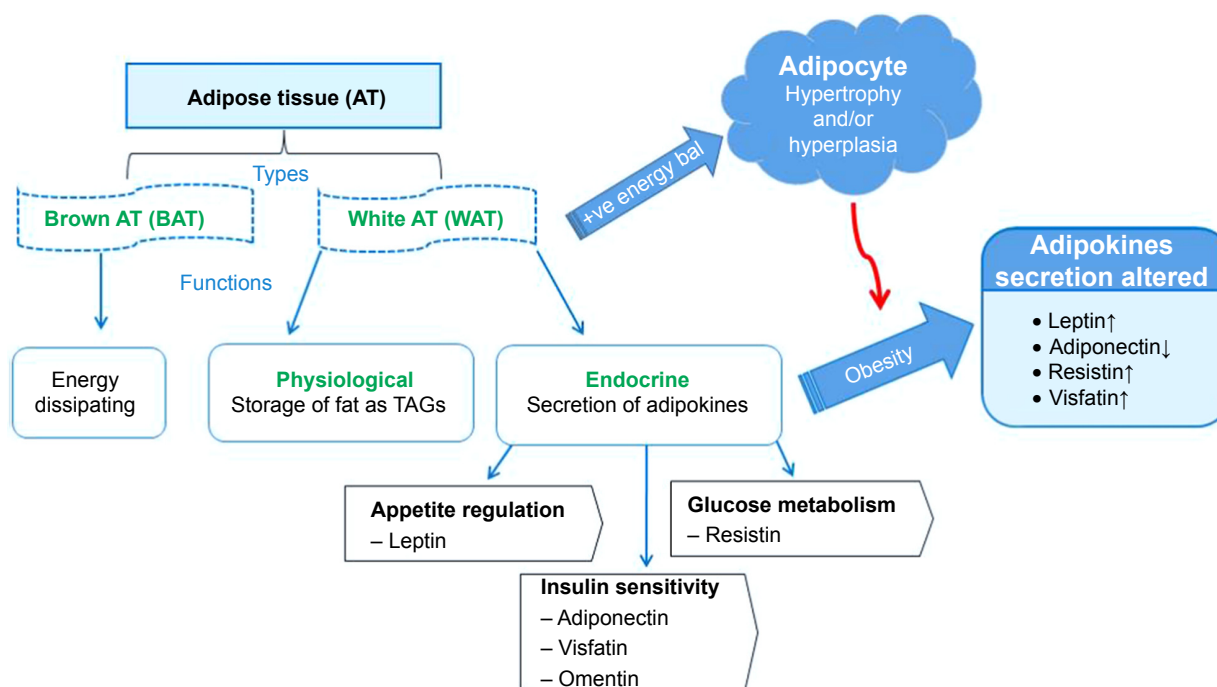 Adipose tissue (AT)
Types
Brown AT (BAT)
White AT (WAT)
Functions
Energy
dissipating
Physiological
Storage of fat as TAGs
Endocrine
Secretion of adipokines
Appetite regulation
– Leptin
Glucose metabolism
– Resistin
Insulin sensitivity
– Adiponectin
– Visfatin
– Omentin
+ve energy bal
Adipocyte
Hypertrophy
and/or
hyperplasia
Obesity
Adipokines
secretion altered
• Leptin↑
• Adiponectin↓
• Resistin↑
• Visfatin↑